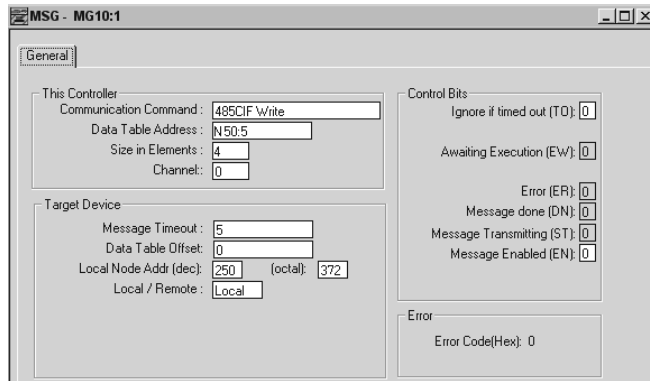 MSG - MG10:1
General
This Controller
Communication Command : 485CIF Write
Data Table Address : N50:5
Size in Elements : 4
Channel:: 0
Target Device
Message Timeout : 5
Data Table Offset: 0
Local Node Addr (dec): 250 (octal): 372
Local / Remote : Local
Control Bits
Ignore if timed out (TO): 0
Awaiting Execution (EW): 0
Error (ER): 0
Message done (DN): 0
Message Transmitting (ST): 0
Message Enabled (EN): 0
Error
Error Code(Hex): 0